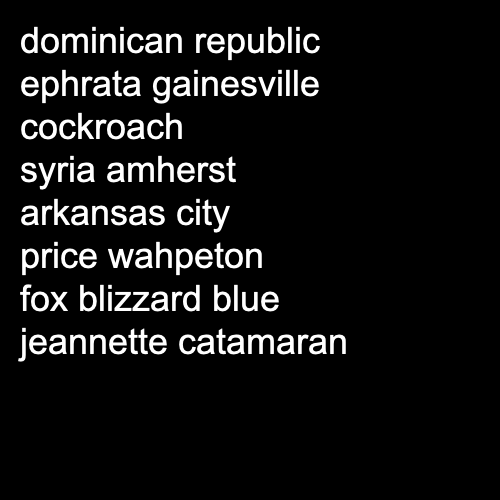 dominican republic
ephrata gainesville
cockroach
syria amherst
arkansas city
price wahpeton
fox blizzard blue
jeannette catamaran